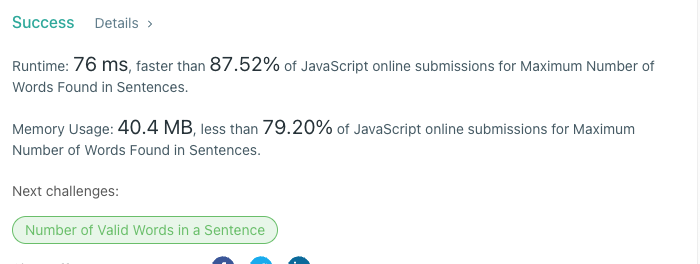 Success Details >
Runtime: 76 ms, faster than 87.52% of JavaScript online submissions for Maximum Number of
Words Found in Sentences.
Memory Usage: 40.4 MB, less than 79.20% of JavaScript online submissions for Maximum
Number of Words Found in Sentences.
Next challenges:
Number of Valid Words in a Sentence